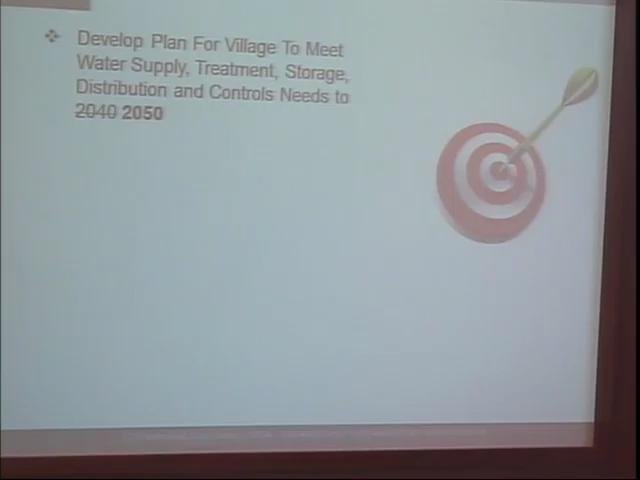 Develop Plan For Village To Meet
Water Supply, Treatment, Storage,
Distribution and Controls Needs to
2040 2050